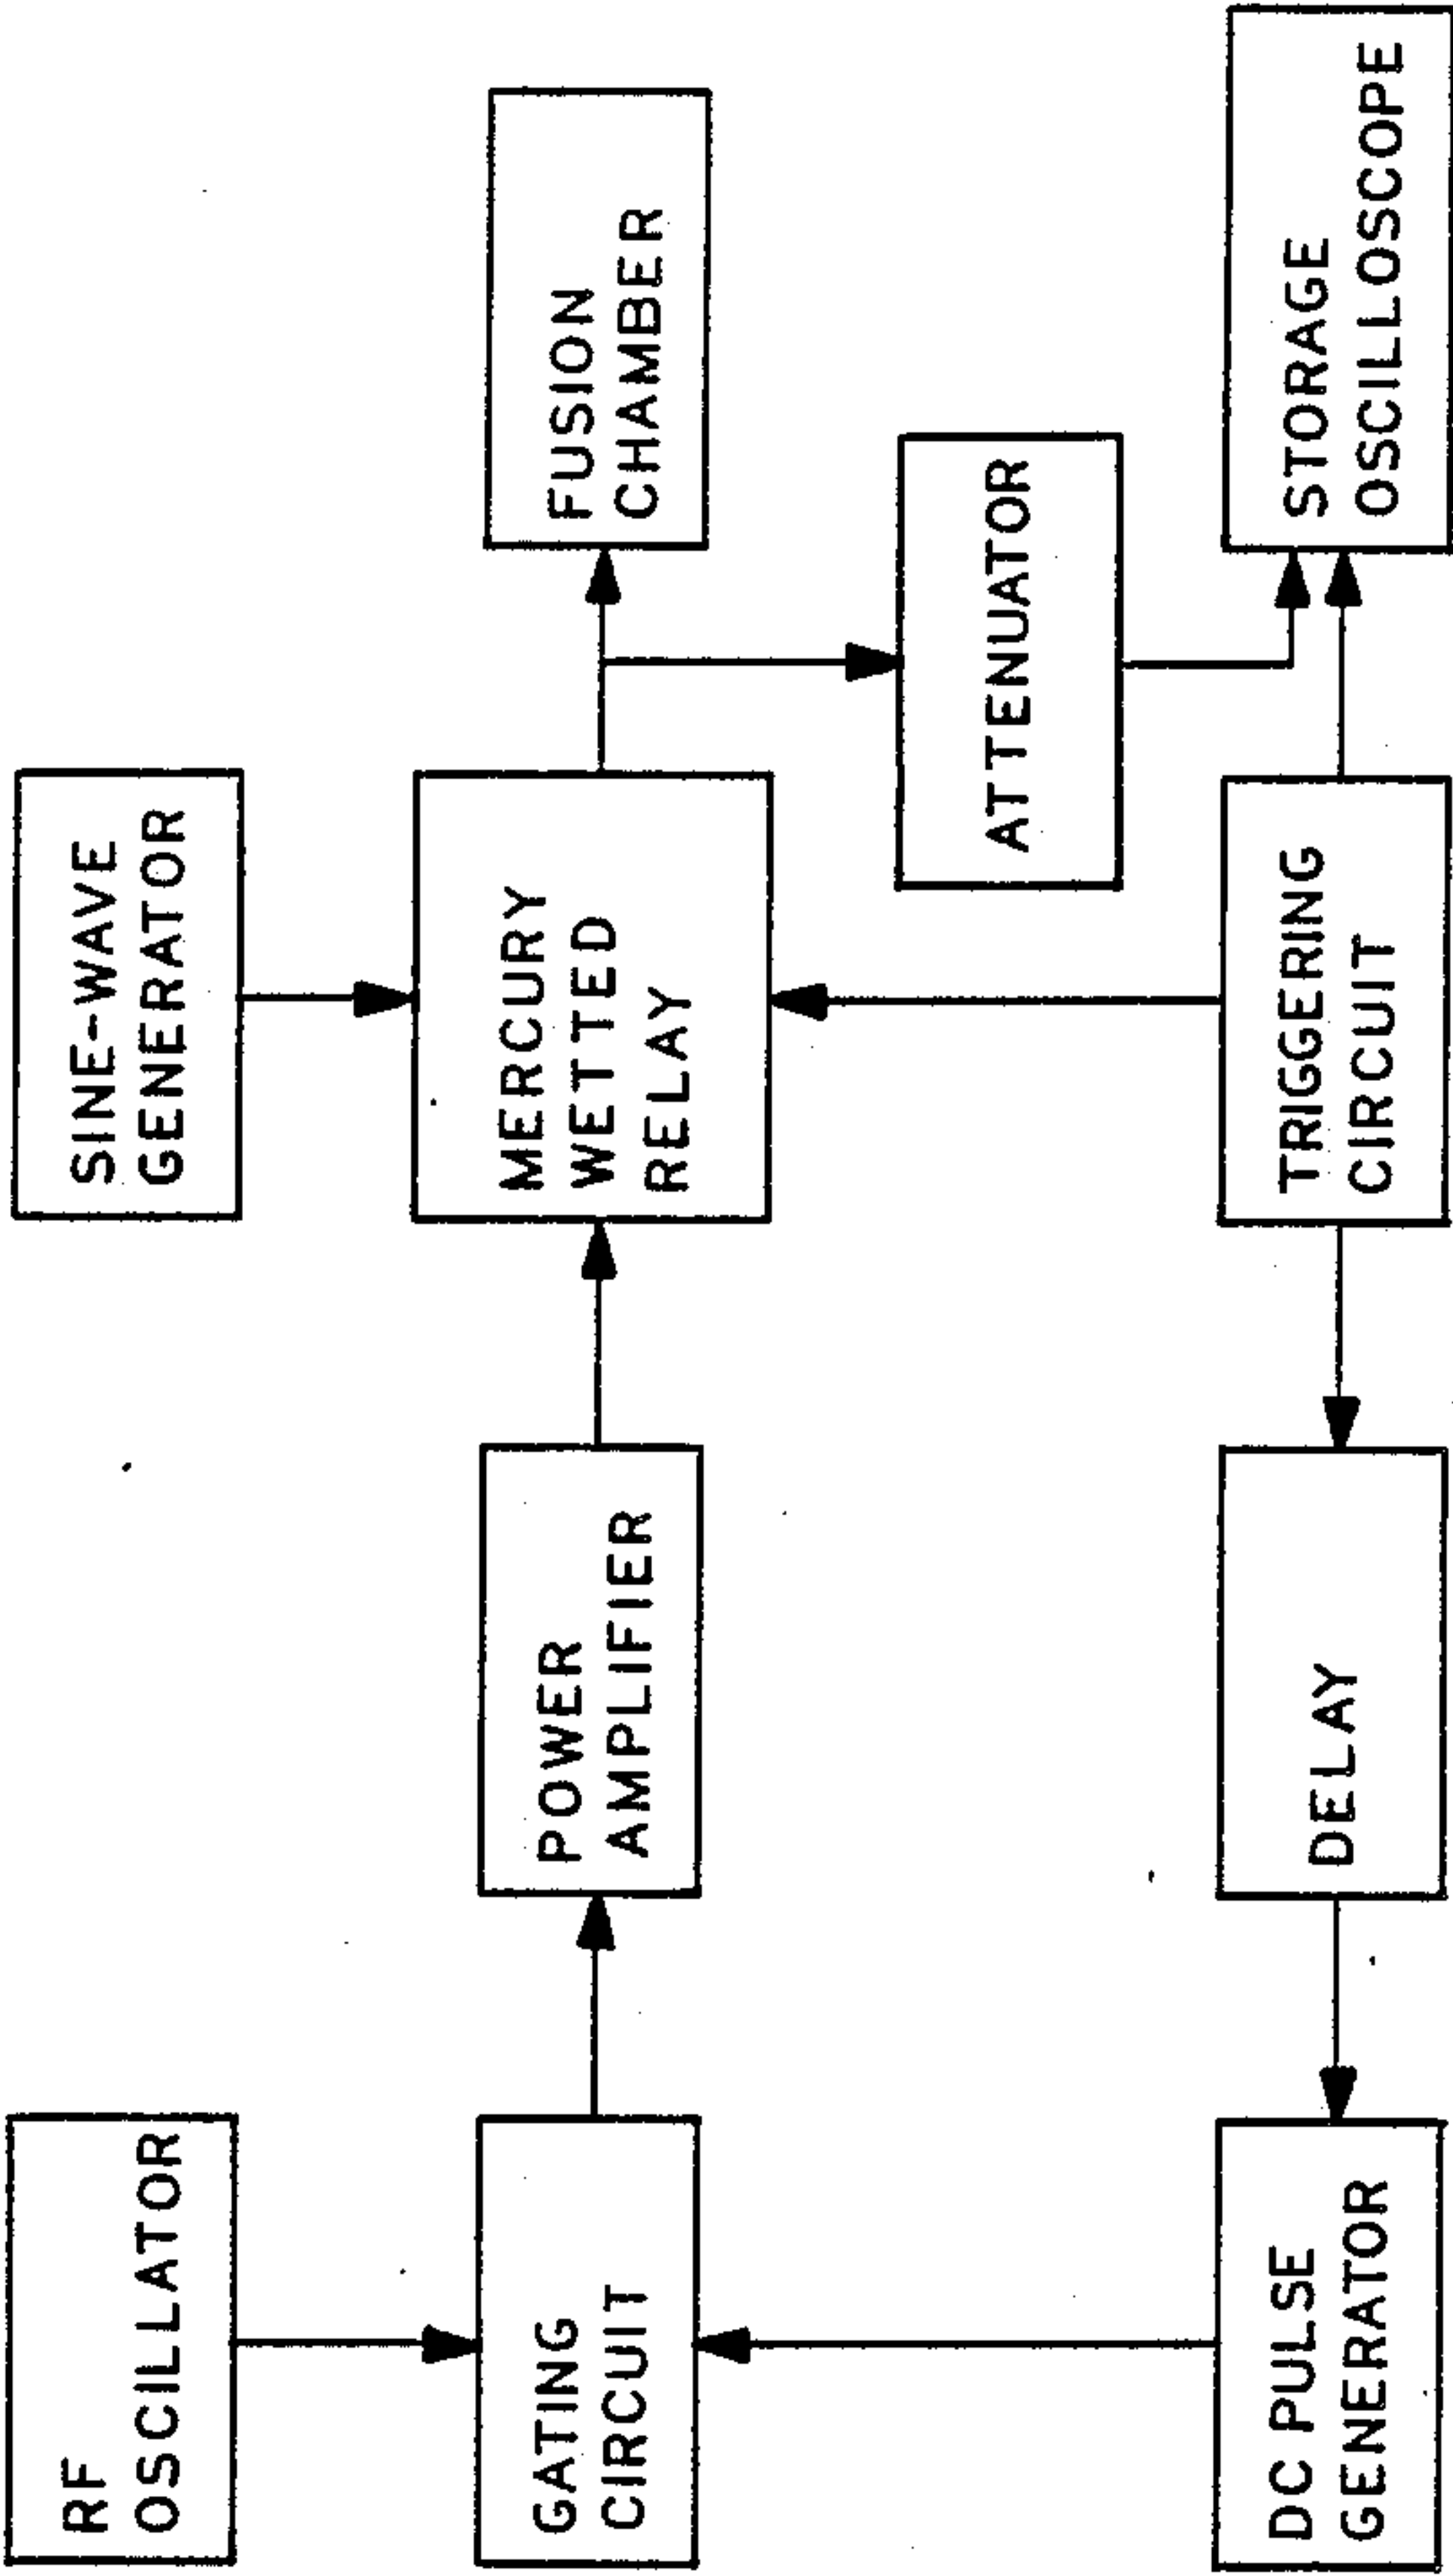 RF
OSCILLATOR
SINE-WAVE
GENERATOR
GATING
CIRCUIT
POWER
AMPLIFIER
MERCURY
WETTED
RELAY
FUSION
CHAMBER
ATTENUATOR
DC PULSE
GENERATOR
DELAY
TRIGGERING
CIRCUIT
STORAGE
OSCILLOSCOPE